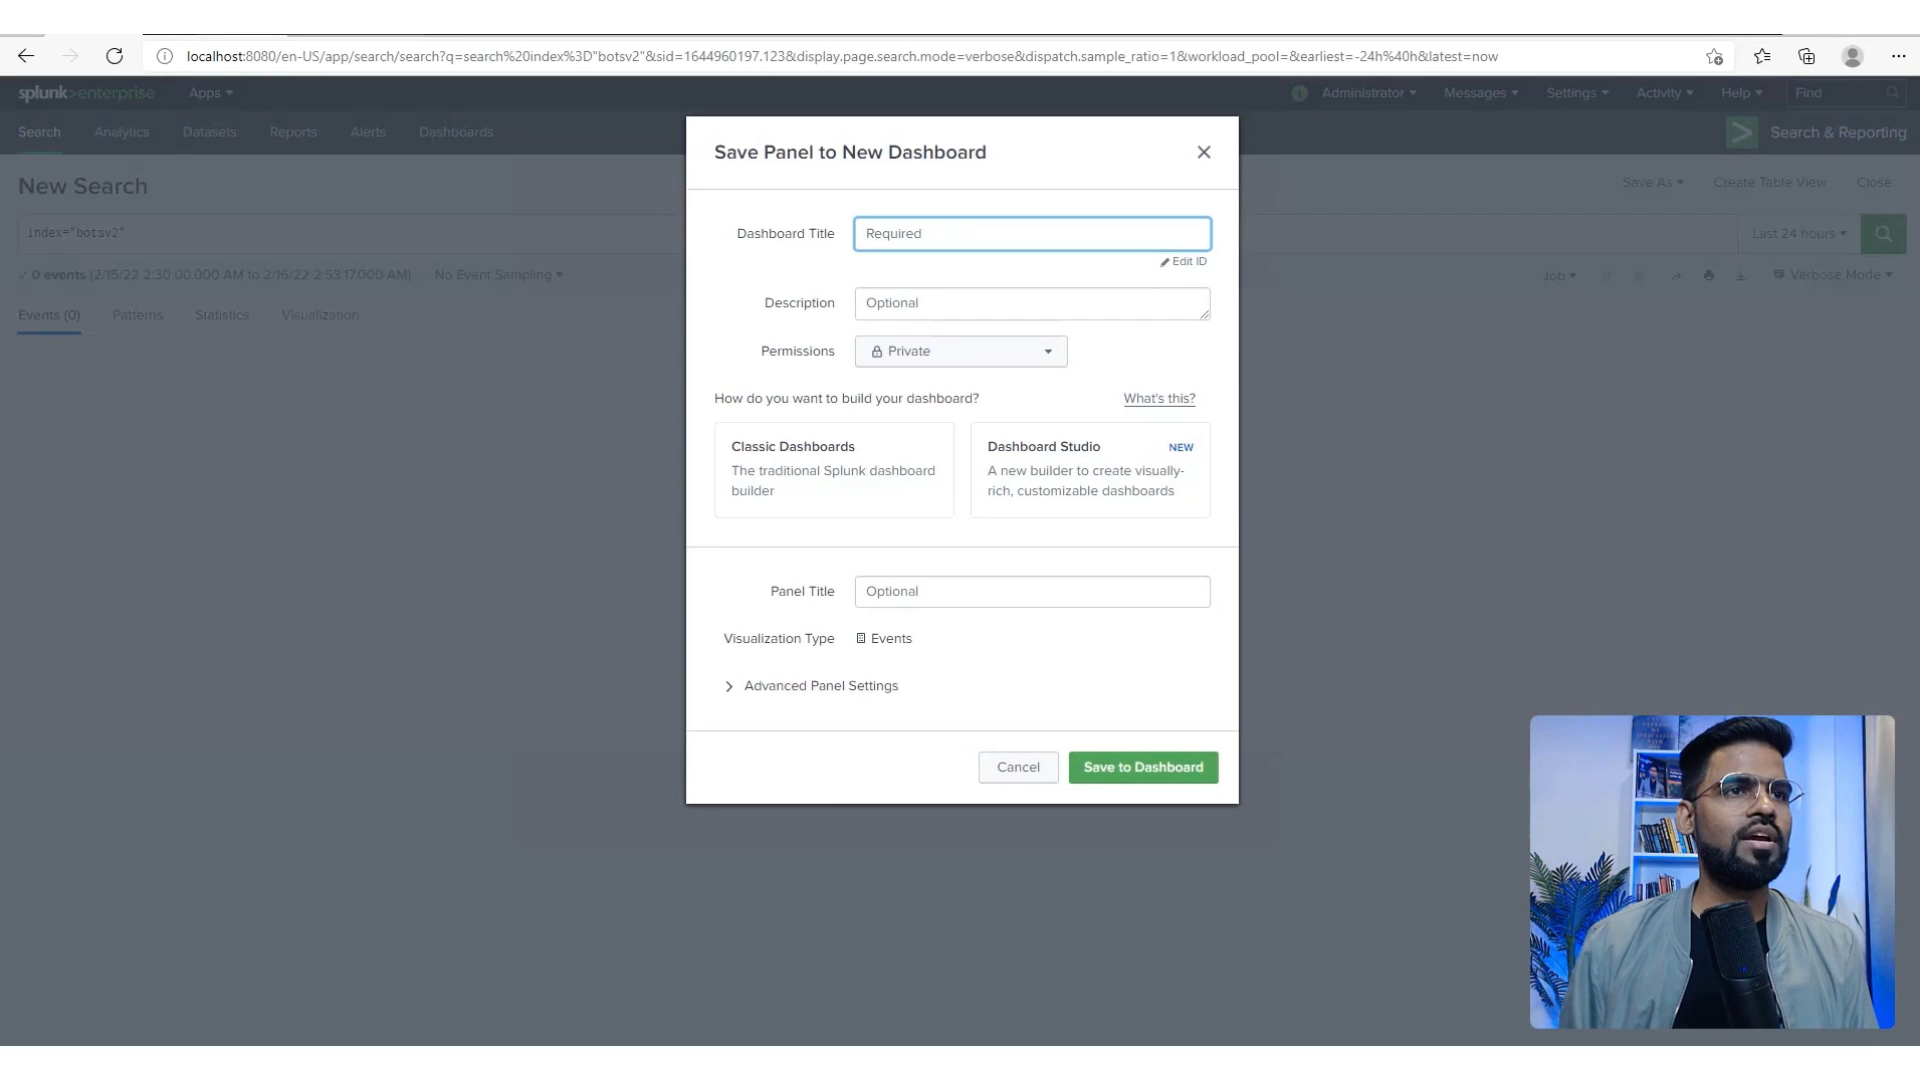 localhost:8080/en-US/app/search/search?q=search%20index%3D"botsv2"&sid=1644960197.123&display.page.search.mode=verbose&dispatch.sample_ratio=1&workload_pool=&earliest=-24h%40h&latest=now
splunk>enterprise Apps Administrator Messages Settings Activity Help Find
Search Analytics Datasets Reports Alerts Dashboards Search & Reporting
New Search Save As Create Table View Close
index="botsv2" Last 24 hours
✓ 0 events (2/15/22 2:30:00.000 AM to 2/16/22 2:53:17.000 AM) No Event Sampling Job Verbose Mode
Events (0) Patterns Statistics Visualization
Save Panel to New Dashboard
Dashboard Title Required
Edit ID
Description Optional
Permissions Private
How do you want to build your dashboard? What's this?
Classic Dashboards
The traditional Splunk dashboard
builder
Dashboard Studio NEW
A new builder to create visually-
rich, customizable dashboards
Panel Title Optional
Visualization Type Events
Advanced Panel Settings
Cancel Save to Dashboard